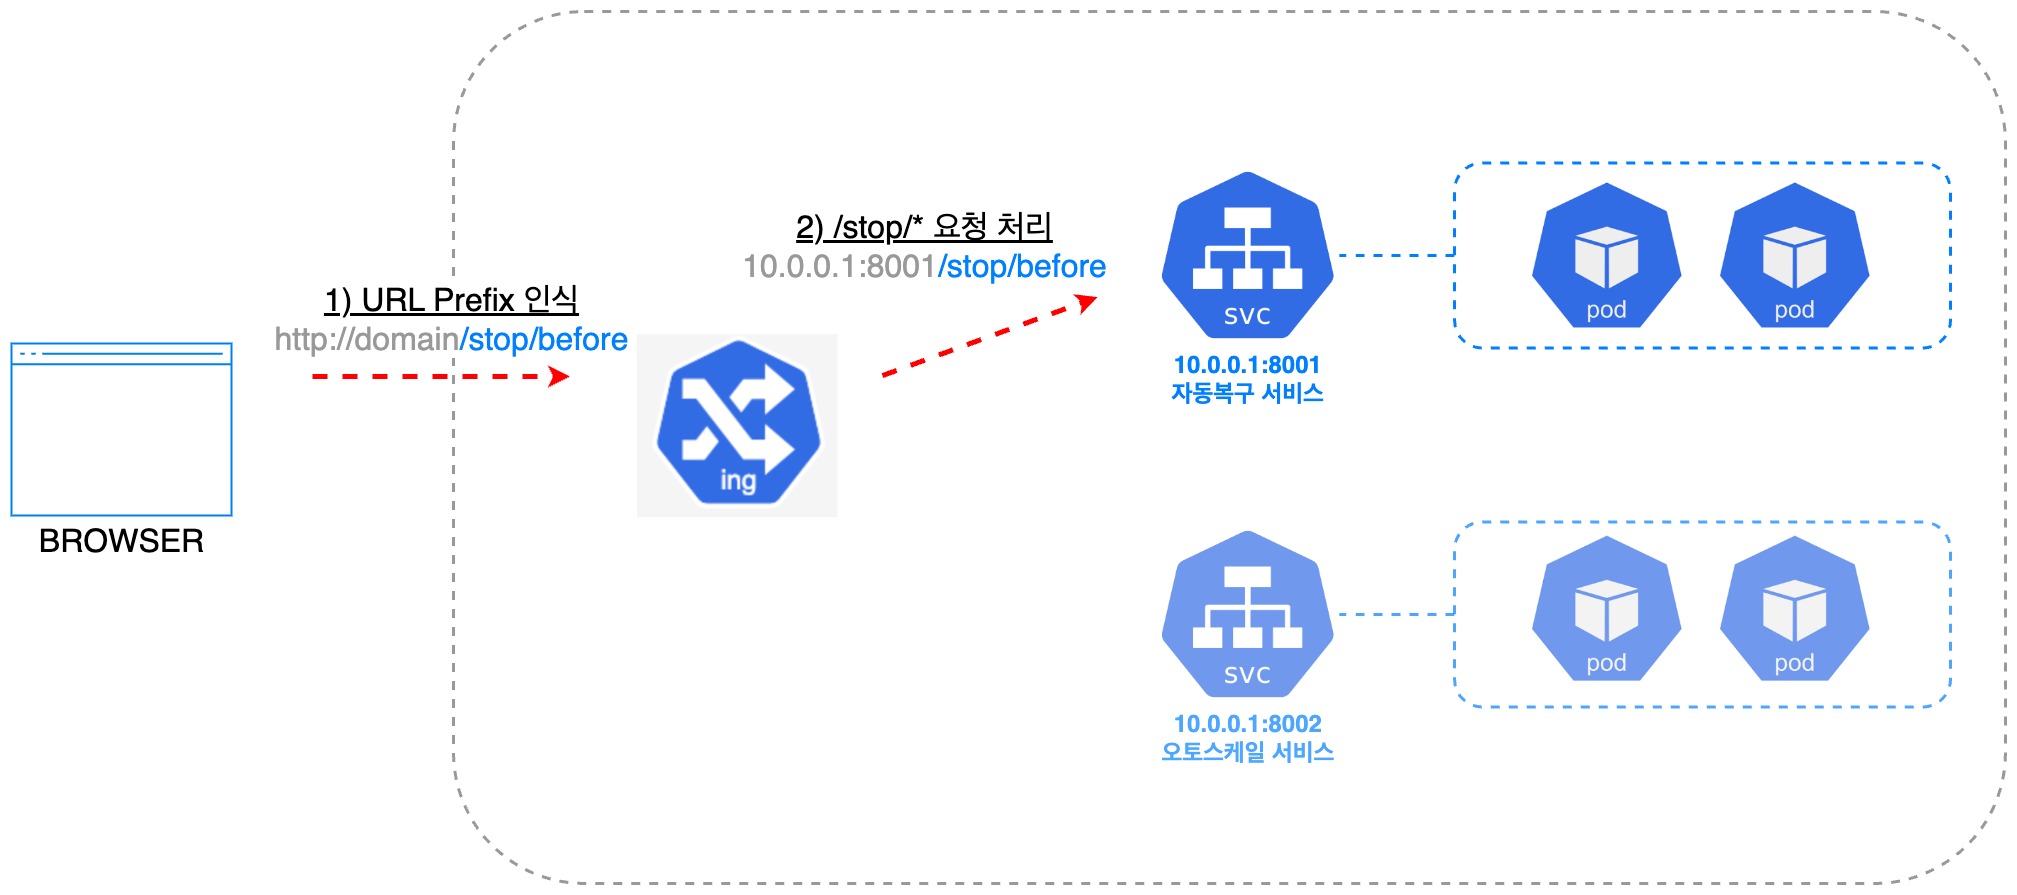 1) URL Prefix 인식
http://domain/stop/before
BROWSER
ing
2) /stop/* 요청 처리
10.0.0.1:8001/stop/before
svc
10.0.0.1:8001
자동복구 서비스
pod
pod
svc
10.0.0.1:8002
오토스케일 서비스
pod
pod